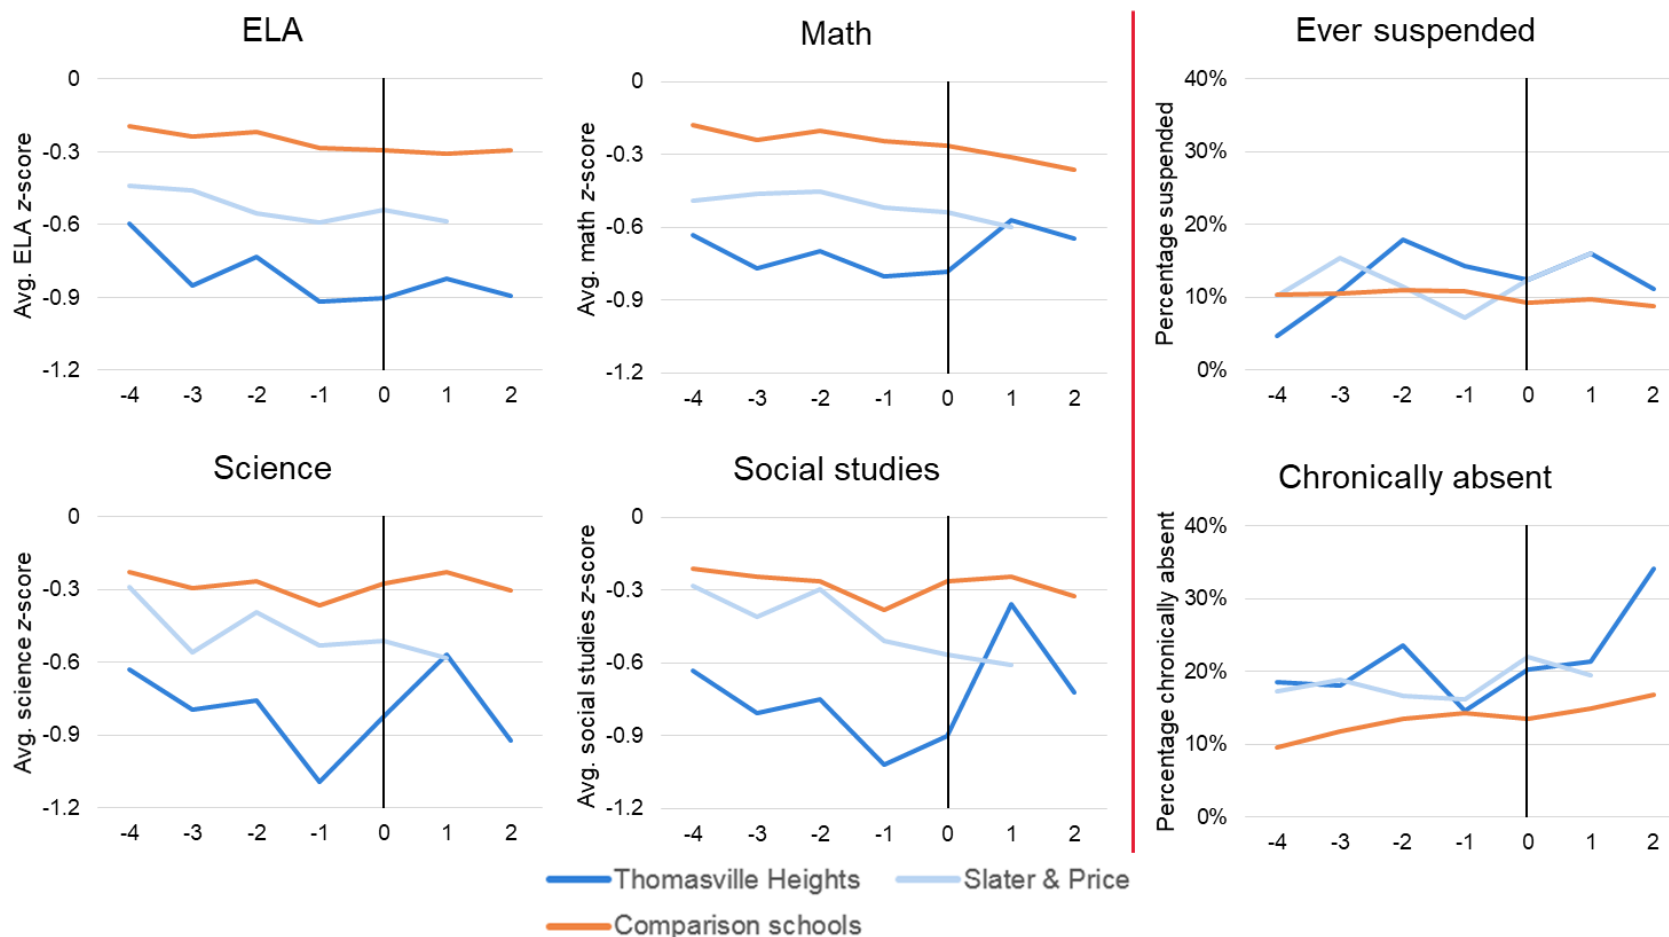 ELA
Avg. ELA z-score
0
-0.3
-0.6
-0.9
-1.2
-4 -3 -2 -1 0 1 2
Math
Avg. math z-score
0
-0.3
-0.6
-0.9
-1.2
-4 -3 -2 -1 0 1 2
Ever suspended
Percentage suspended
40%
30%
20%
10%
0%
-4 -3 -2 -1 0 1 2
Science
Avg. science z-score
0
-0.3
-0.6
-0.9
-1.2
-4 -3 -2 -1 0 1 2
Social studies
Avg. social studies z-score
0
-0.3
-0.6
-0.9
-1.2
-4 -3 -2 -1 0 1 2
Chronically absent
Percentage chronically absent
40%
30%
20%
10%
0%
-4 -3 -2 -1 0 1 2
Thomasville Heights Slater & Price
Comparison schools